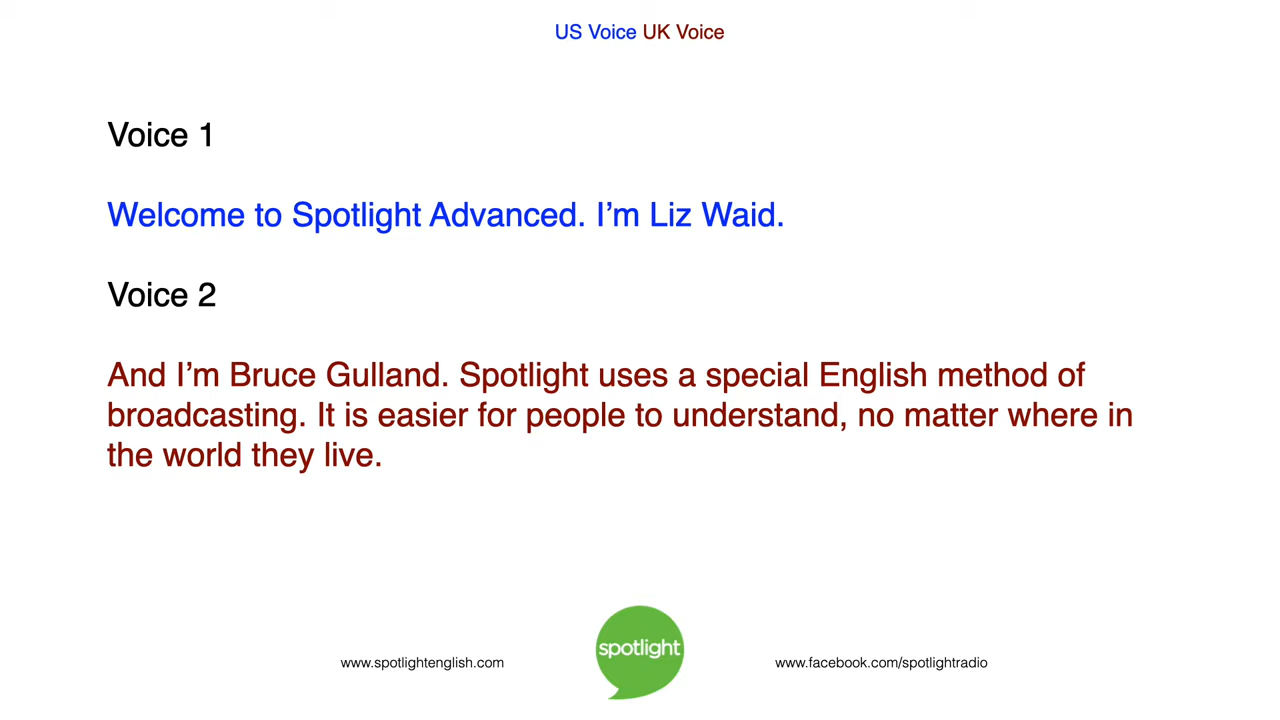 US Voice UK Voice
Voice 1
Welcome to Spotlight Advanced. I’m Liz Waid.
Voice 2
And I’m Bruce Gulland. Spotlight uses a special English method of
broadcasting. It is easier for people to understand, no matter where in
the world they live.
www.spotlightenglish.com
spotlight
www.facebook.com/spotlightradio